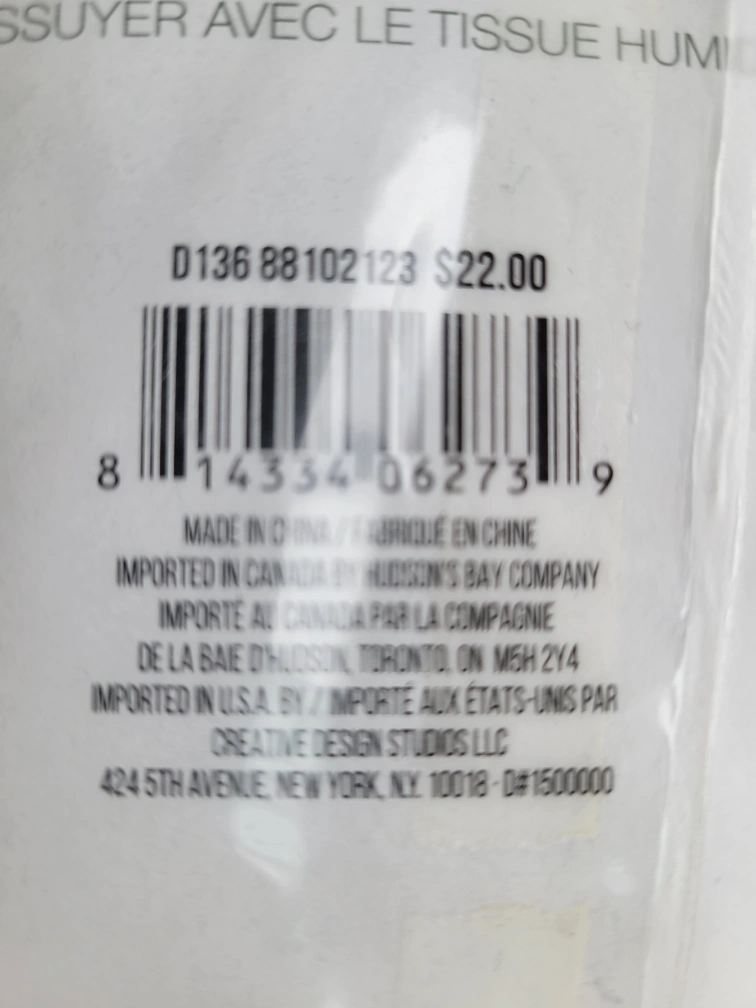 SSUYER AVEC LE TISSUE HUMID
D136 88102123 $22.00
8 14334 06273 9
MADE IN CHINA / FABRIQUÉ EN CHINE
IMPORTED IN CANADA BY HUDSON'S BAY COMPANY
IMPORTÉ AU CANADA PAR LA COMPAGNIE
DE LA BAIE D'HUDSON, TORONTO, ON M5H 2Y4
IMPORTED IN U.S.A. BY / IMPORTÉ AUX ÉTATS-UNIS PAR
CREATIVE DESIGN STUDIOS LLC
424 5TH AVENUE, NEW YORK, N.Y. 10018 - D#1500000